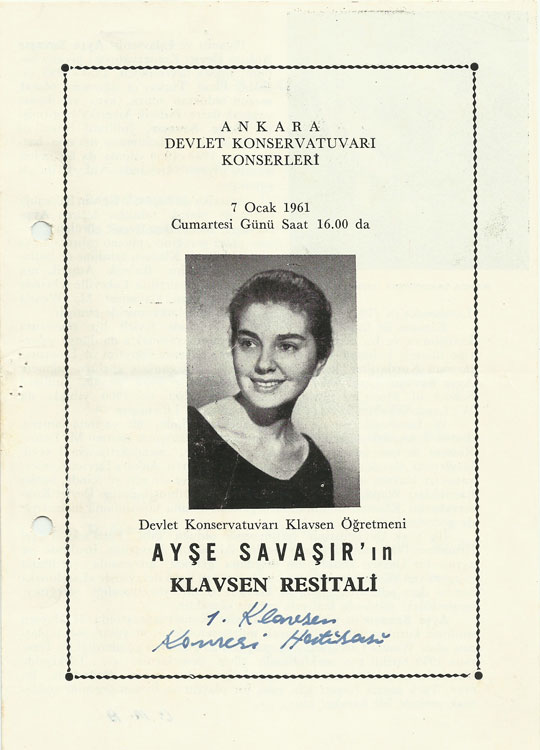 ANKARA
DEVLET KONSERVATUVARI
KONSERLERİ
7 Ocak 1961
Cumartesi Günü Saat 16.00 da
Devlet Konservatuvarı Klavsen Öğretmeni
AYŞE SAVAŞIR'ın
KLAVSEN RESİTALİ
1. Klavsen
Konseri Hatırası